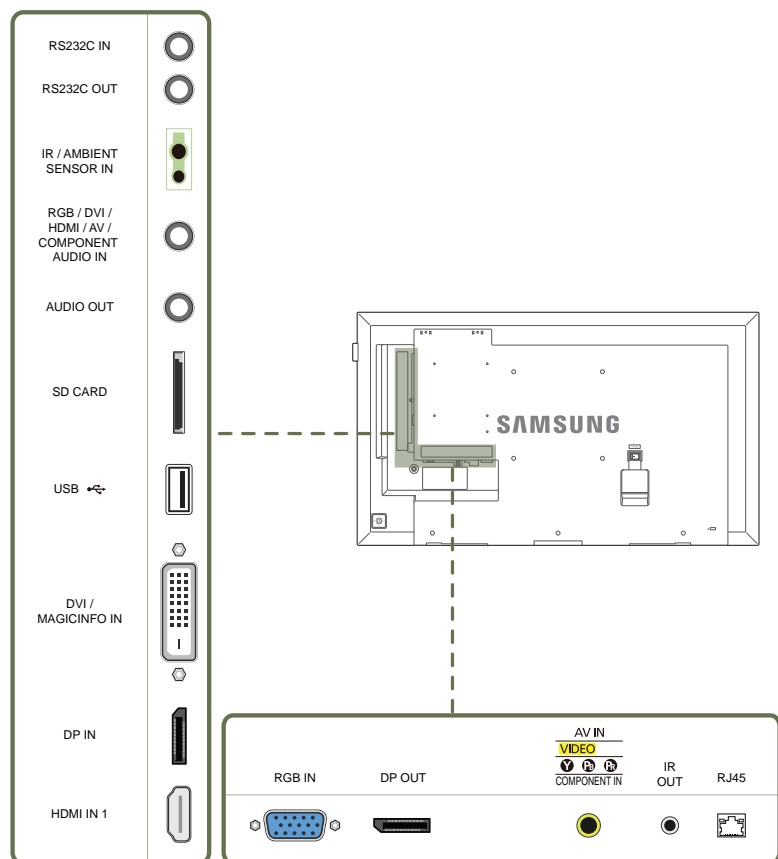 RS232C IN
RS232C OUT
IR / AMBIENT
SENSOR IN
RGB / DVI /
HDMI / AV /
COMPONENT
AUDIO IN
AUDIO OUT
SD CARD
USB
DVI /
MAGICINFO IN
DP IN
HDMI IN 1
SAMSUNG
RGB IN
DP OUT
AV IN
VIDEO
Y PB PR
COMPONENT IN
IR
OUT
RJ45